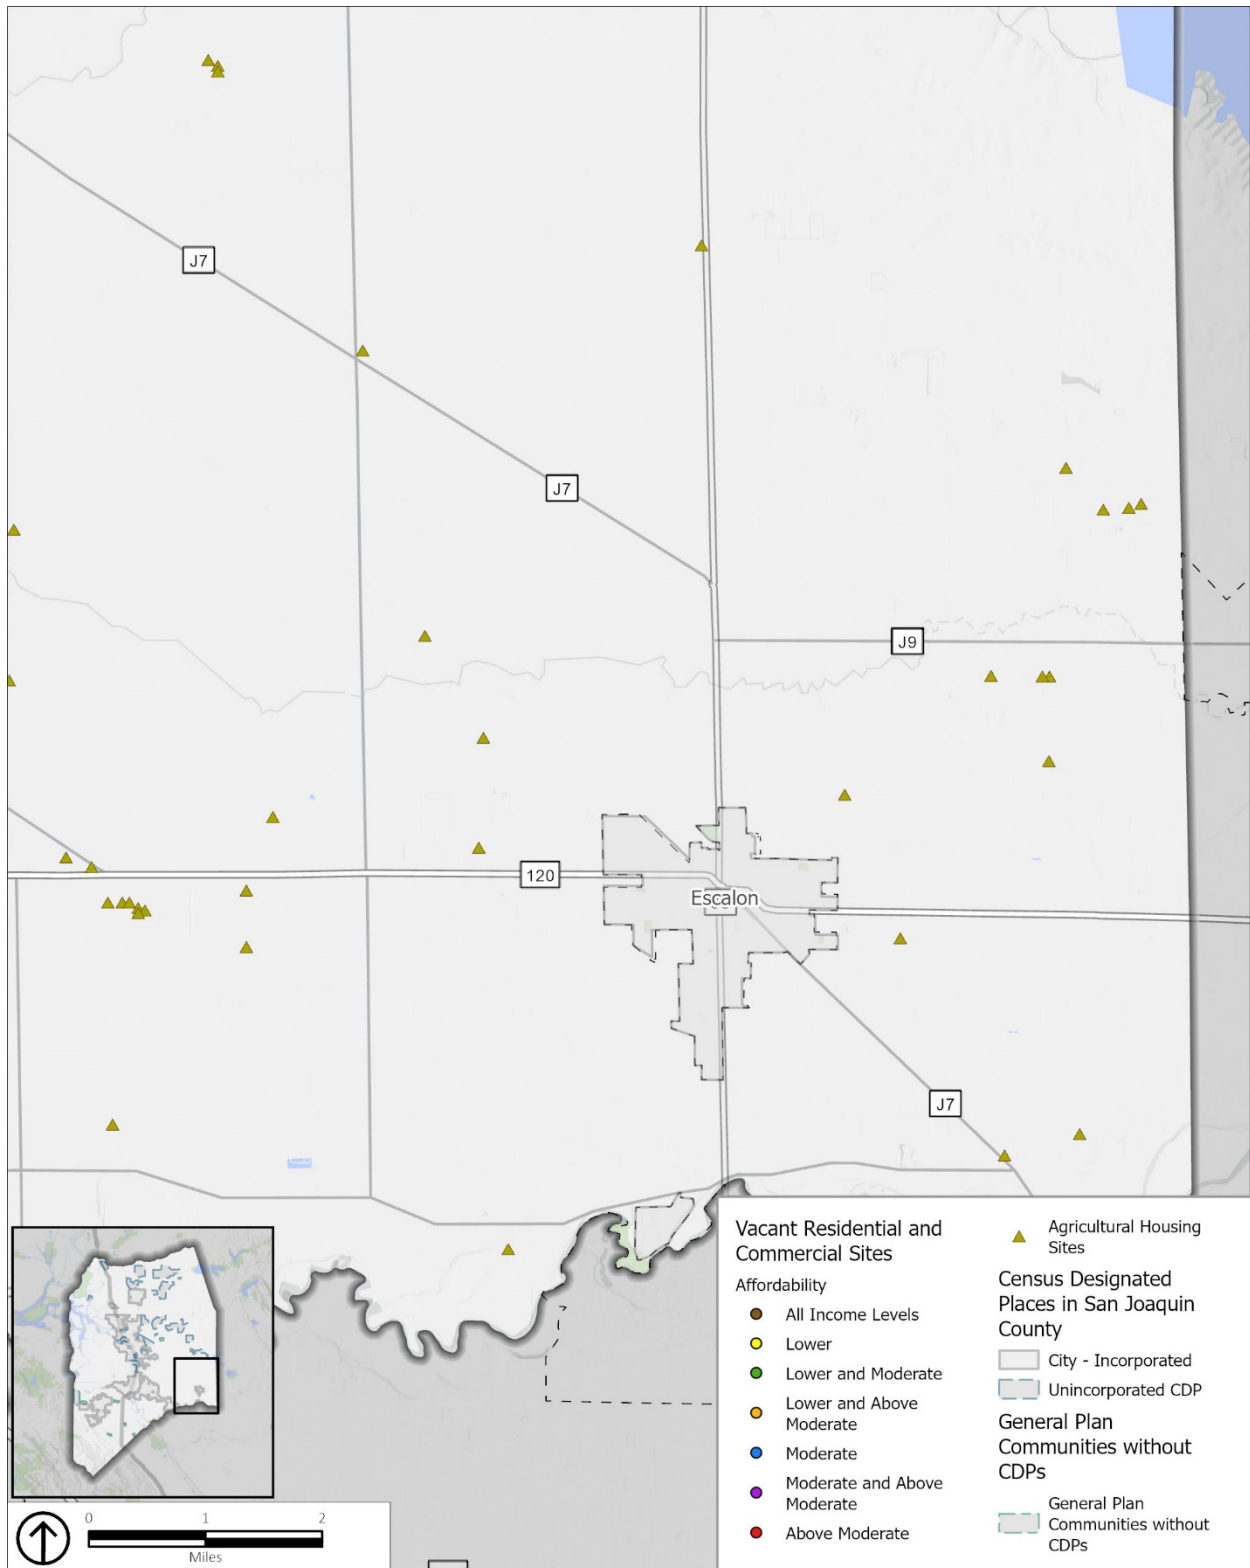 J7
J7
J9
120
Escalon
J7
Vacant Residential and
Commercial Sites
Affordability
All Income Levels
Lower
Lower and Moderate
Lower and Above
Moderate
Moderate
Moderate and Above
Moderate
Above Moderate
Agricultural Housing
Sites
Census Designated
Places in San Joaquin
County
City - Incorporated
Unincorporated CDP
General Plan
Communities without
CDPs
General Plan
Communities without
CDPs
0 1 2
Miles